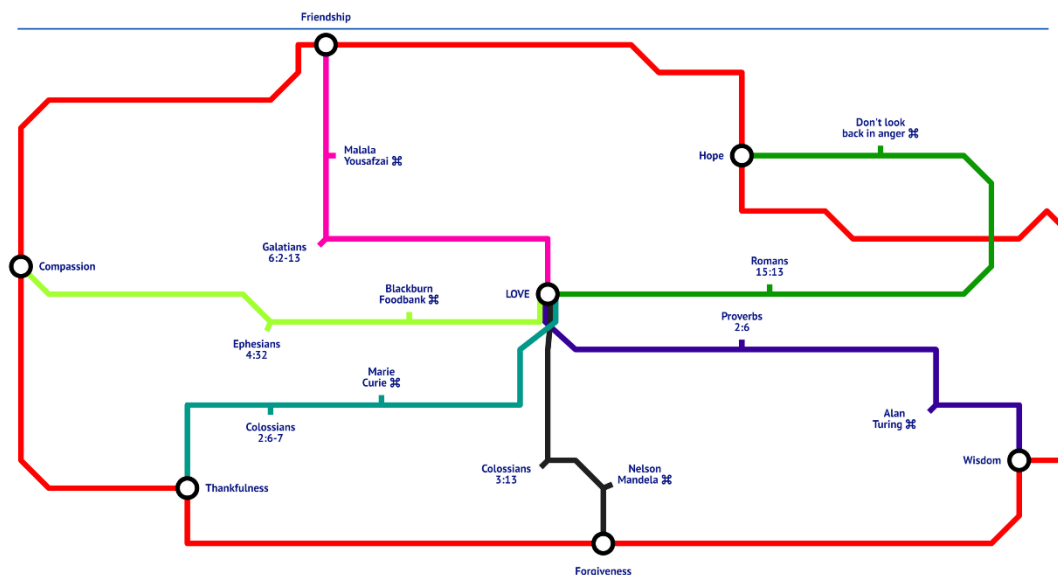 Friendship
Don't look
back in anger ⌘
Malala
Yousafzai ⌘
Hope
Galatians
6:2-13
Romans
15:13
Compassion
Blackburn
Foodbank ⌘
LOVE
Proverbs
2:6
Ephesians
4:32
Marie
Curie ⌘
Alan
Turing ⌘
Colossians
2:6-7
Colossians
3:13
Nelson
Mandela ⌘
Wisdom
Thankfulness
Forgiveness